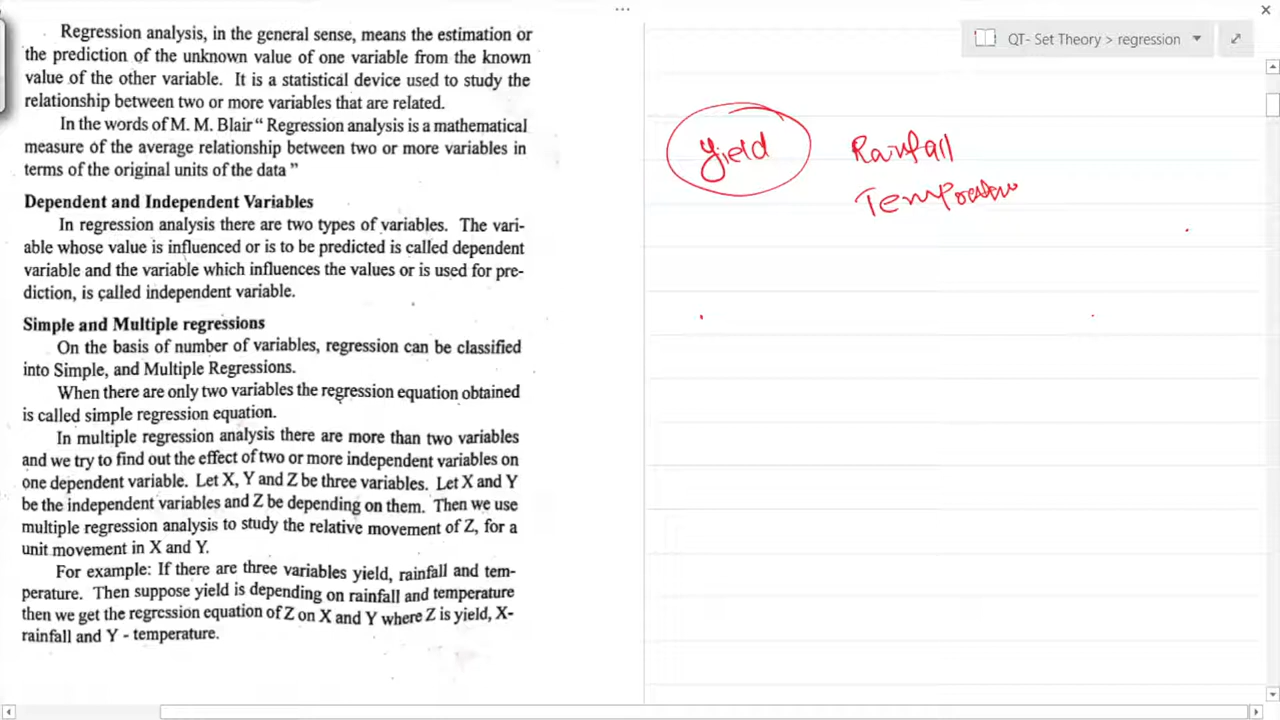 Regression analysis, in the general sense, means the estimation or
the prediction of the unknown value of one variable from the known
value of the other variable. It is a statistical device used to study the
relationship between two or more variables that are related.
In the words of M. M. Blair “ Regression analysis is a mathematical
measure of the average relationship between two or more variables in
terms of the original units of the data ”
Dependent and Independent Variables
In regression analysis there are two types of variables. The vari-
able whose value is influenced or is to be predicted is called dependent
variable and the variable which influences the values or is used for pre-
diction, is called independent variable.
Simple and Multiple regressions
On the basis of number of variables, regression can be classified
into Simple, and Multiple Regressions.
When there are only two variables the regression equation obtained
is called simple regression equation.
In multiple regression analysis there are more than two variables
and we try to find out the effect of two or more independent variables on
one dependent variable. Let X, Y and Z be three variables. Let X and Y
be the independent variables and Z be depending on them. Then we use
multiple regression analysis to study the relative movement of Z, for a
unit movement in X and Y.
For example: If there are three variables yield, rainfall and tem-
perature. Then suppose yield is depending on rainfall and temperature
then we get the regression equation of Z on X and Y where Z is yield, X-
rainfall and Y - temperature.
QT- Set Theory > regression
Yield
Rainfall